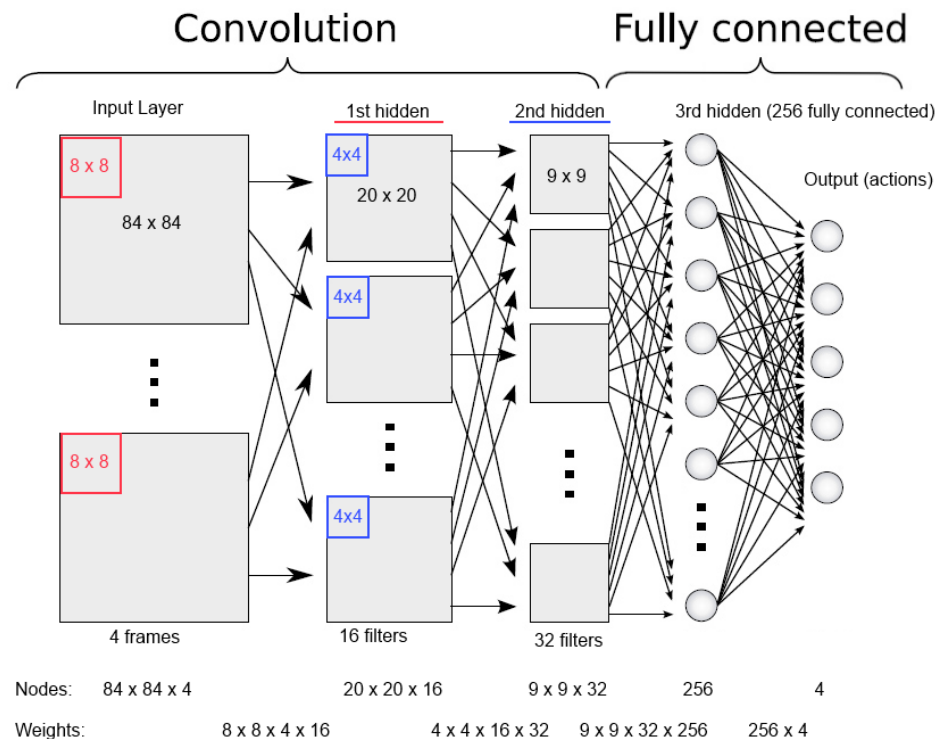 Convolution
Fully connected
Input Layer
1st hidden
2nd hidden
3rd hidden (256 fully connected)
Output (actions)
8 x 8
84 x 84
4x4
20 x 20
9 x 9
4x4
8 x 8
4x4
4 frames
16 filters
32 filters
Nodes: 84 x 84 x 4 20 x 20 x 16 9 x 9 x 32 256 4
Weights: 8 x 8 x 4 x 16 4 x 4 x 16 x 32 9 x 9 x 32 x 256 256 x 4